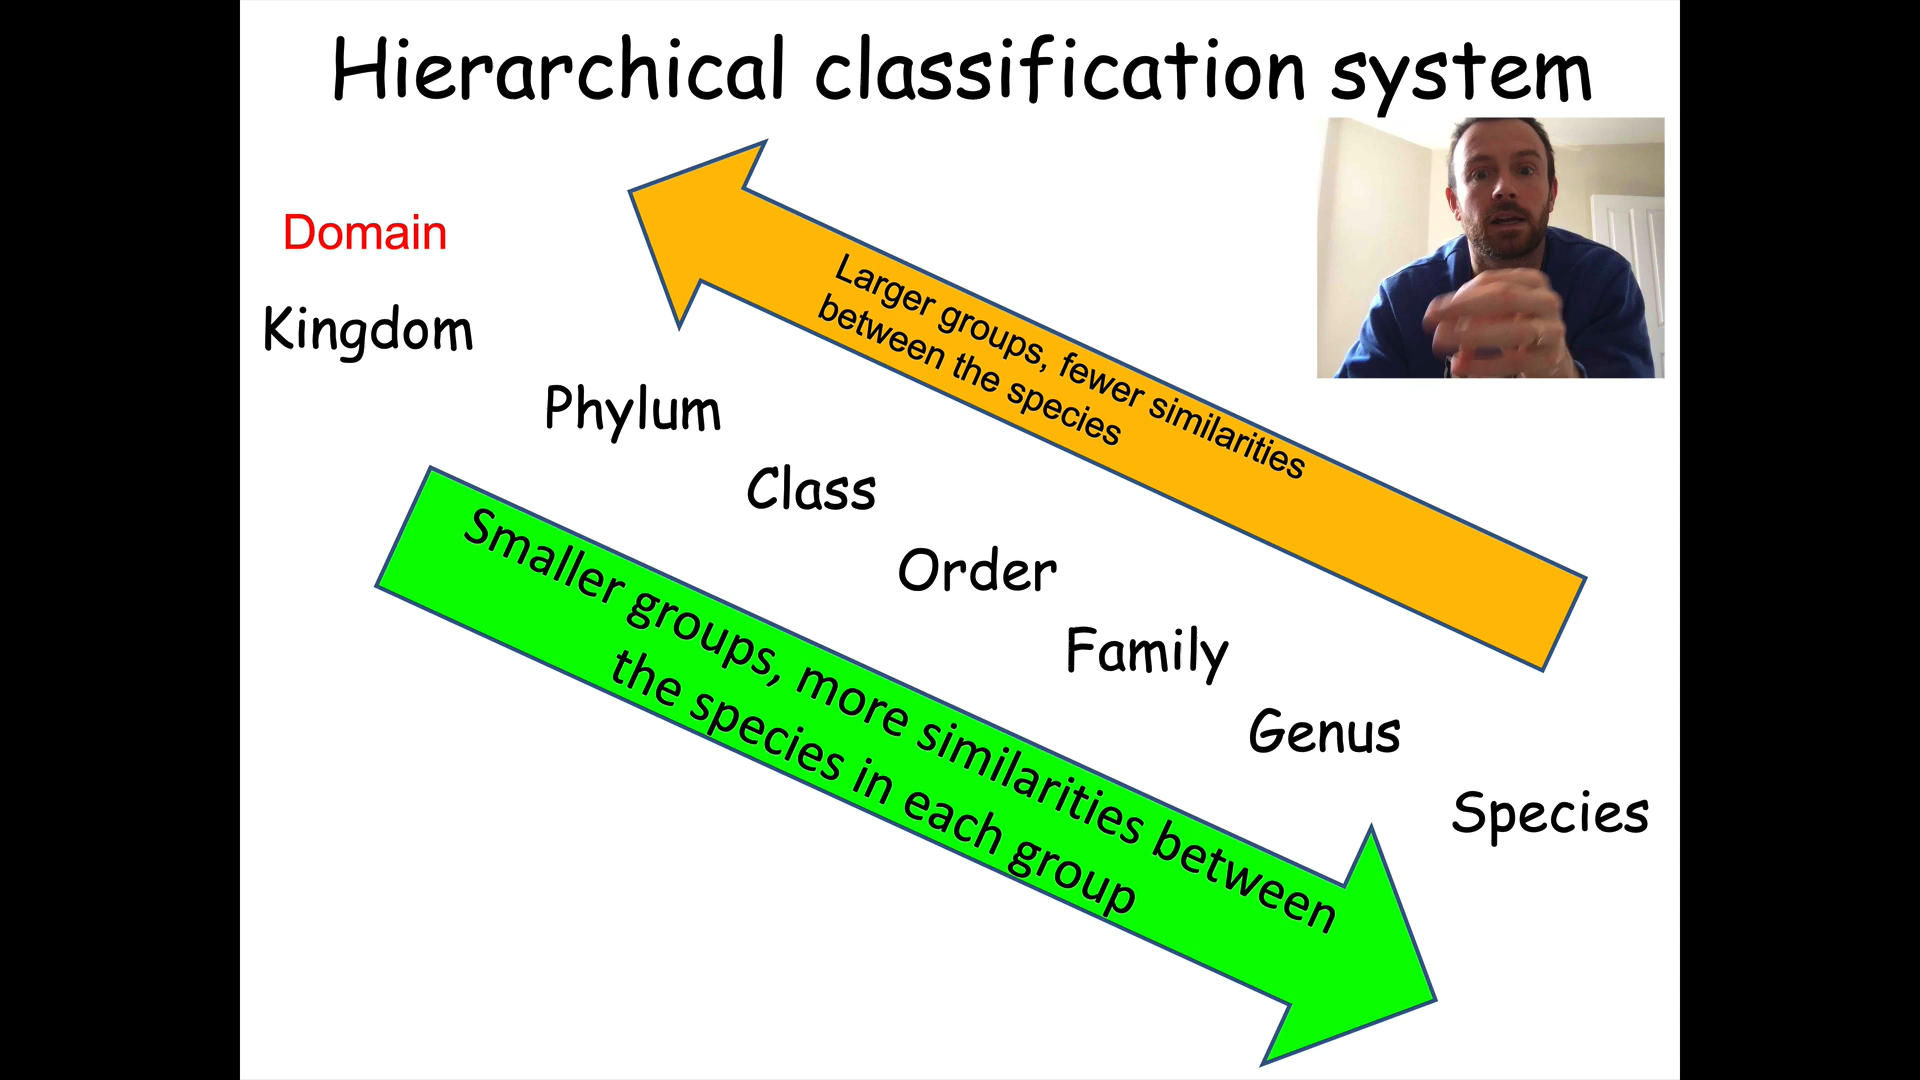 Hierarchical classification system
Domain
Kingdom
Phylum
Class
Order
Family
Genus
Species
Larger groups, fewer similarities
between the species
Smaller groups, more similarities between
the species in each group